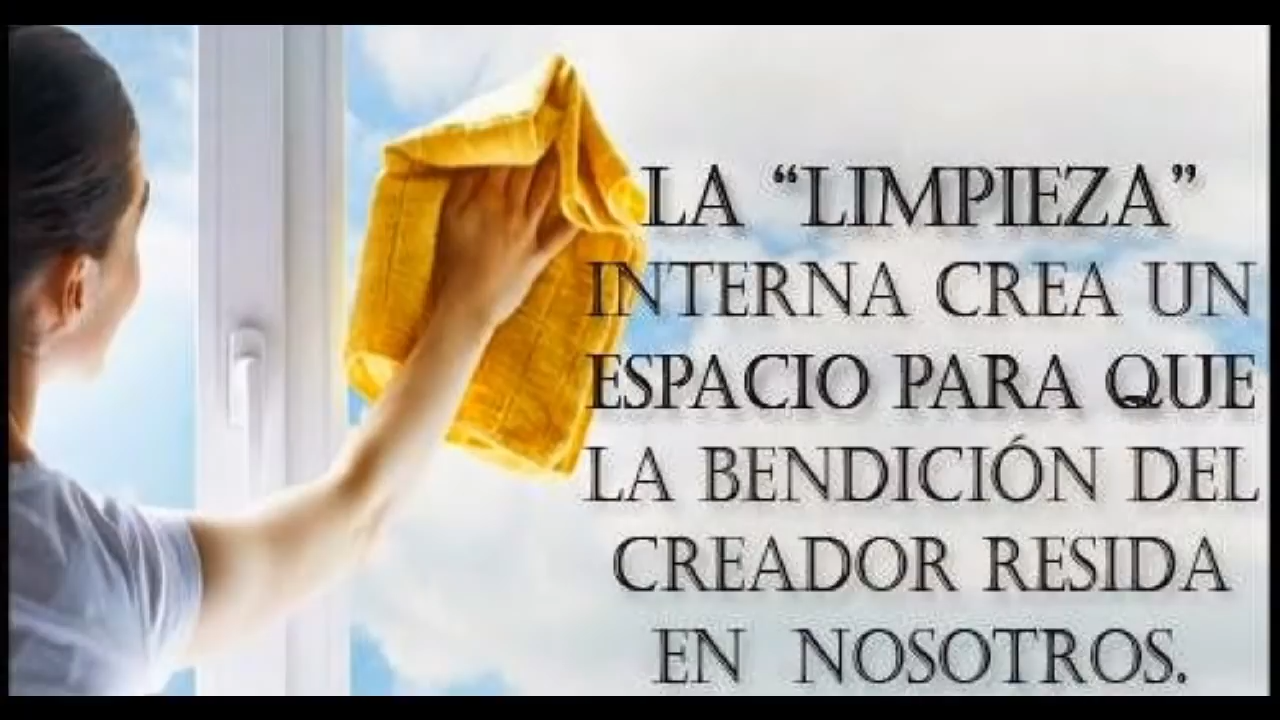 LA “LIMPIEZA”
INTERNA CREA UN
ESPACIO PARA QUE
LA BENDICIÓN DEL
CREADOR RESIDA
EN NOSOTROS.